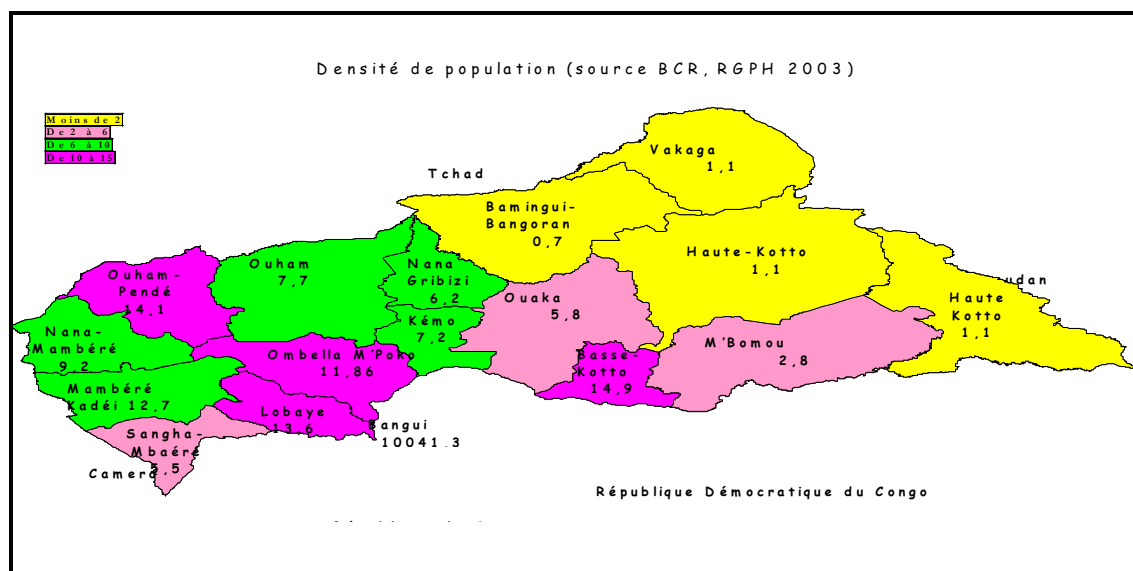 Densité de population (source BCR, RGPH 2003)
Moins de 2
De 2 à 6
De 6 à 10
De 10 à 15
Tchad
Vakaga
1,1
Bamingui-
Bangoran
0,7
Haute-Kotto
1,1
Ouham
7,7
Nana
Gribizi
6,2
Ouham-
Pendé
14,1
Ouaka
5,8
udan
Haute
Kotto
1,1
Nana-
Mambéré
9,2
Kémo
7,2
M'Bomou
2,8
Ombella M'Poko
11,86
Basse-
Kotto
14,9
Mambéré
Kadéi 12,7
Lobaye
13,6
Bangui
10041.3
Sangha-
Mbaéré
5,5
Camero
République Démocratique du Congo